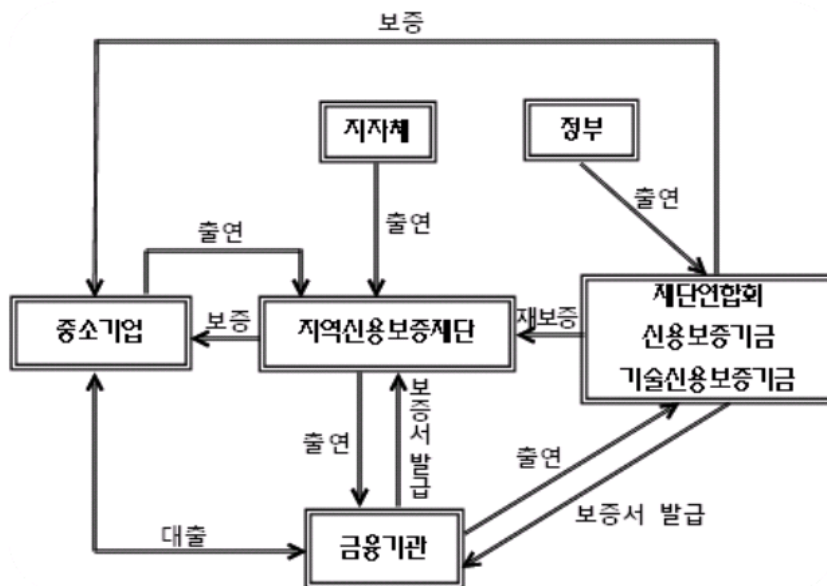 보증
지자체
정부
출연
출연
출연
중소기업
보증
지역신용보증재단
재보증
재단연합회
신용보증기금
기술신용보증기금
출연
보증서 발급
출연
보증서 발급
대출
금융기관